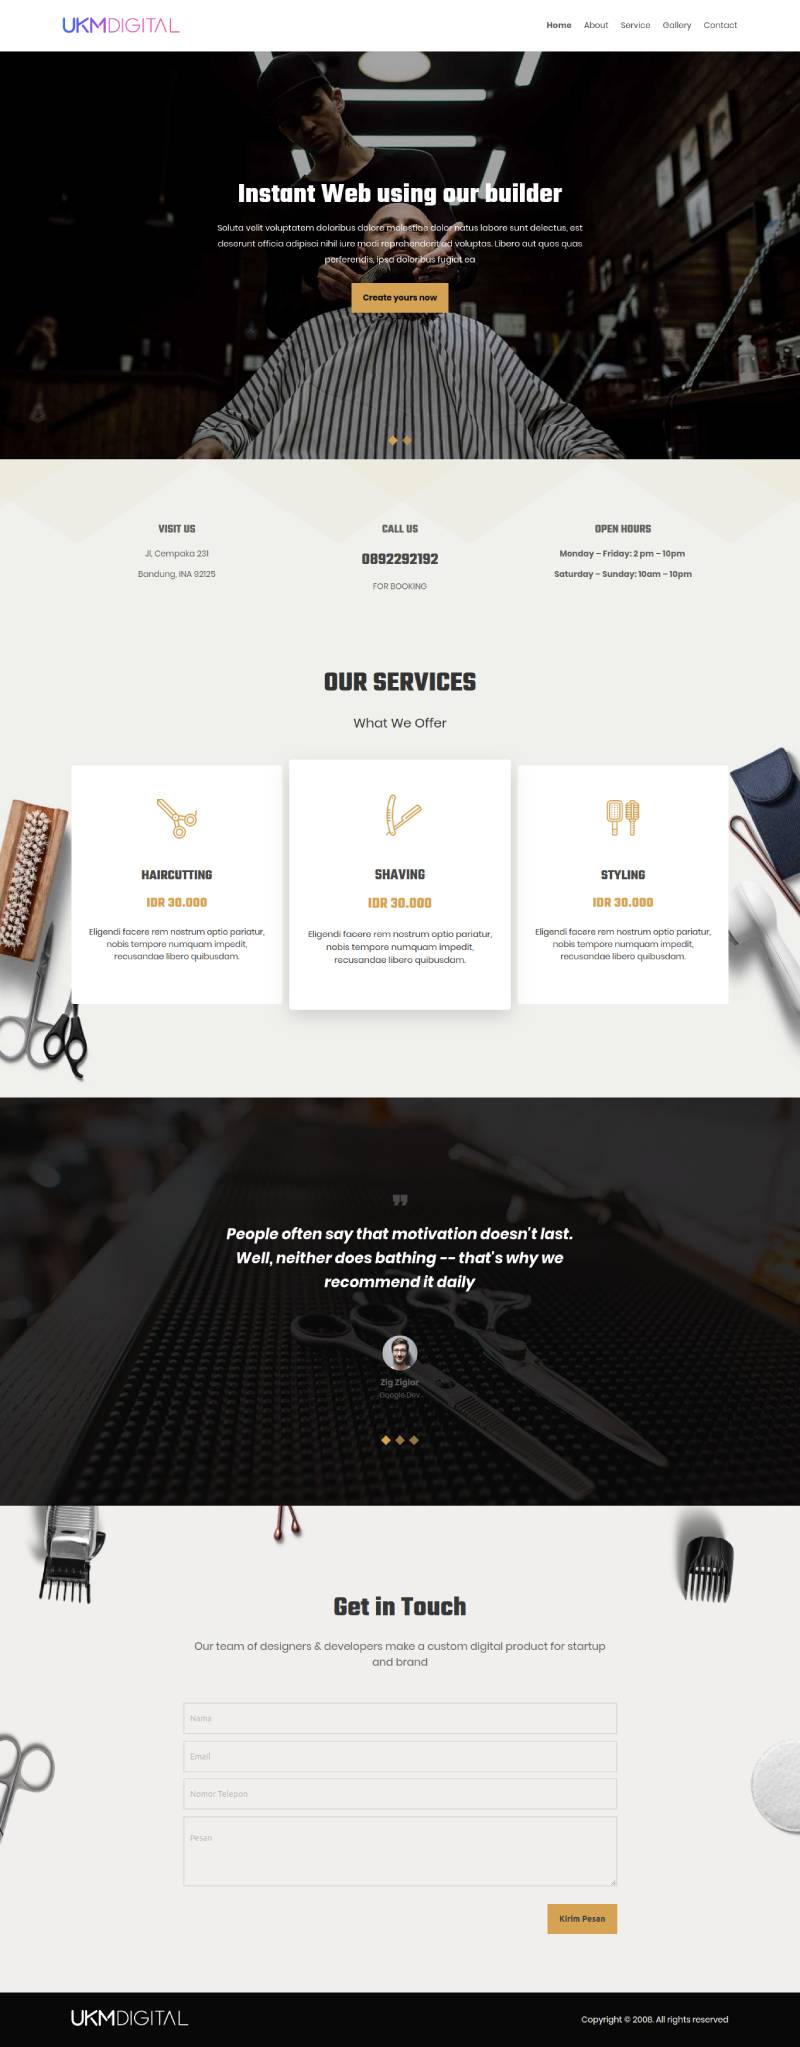 UKMDIGITAL
Home About Service Gallery Contact
Instant Web using our builder
Soluta velit voluptatem doloribus dolore molestiae dolor natus labore sunt delectus, est
deserunt officia adipisci nihil iure modi reprehenderit ad voluptas. Libero aut quos quas
perferendis, ipsa doloribus fugiat ea
Create yours now
VISIT US
Jl, Cempaka 231
Bandung, INA 92125
CALL US
0892292192
FOR BOOKING
OPEN HOURS
Monday – Friday: 2 pm – 10pm
Saturday – Sunday: 10am – 10pm
OUR SERVICES
What We Offer
HAIRCUTTING
IDR 30.000
Eligendi facere rem nostrum optio pariatur,
nobis tempore numquam impedit,
recusandae libero quibusdam.
SHAVING
IDR 30.000
Eligendi facere rem nostrum optio pariatur,
nobis tempore numquam impedit,
recusandae libero quibusdam.
STYLING
IDR 30.000
Eligendi facere rem nostrum optio pariatur,
nobis tempore numquam impedit,
recusandae libero quibusdam.
”
People often say that motivation doesn't last.
Well, neither does bathing -- that's why we
recommend it daily
Zig Ziglar
Google Dev
Get in Touch
Our team of designers & developers make a custom digital product for startup
and brand
Nama
Email
Nomor Telepon
Pesan
Kirim Pesan
UKMDIGITAL
Copyright © 2008. All rights reserved